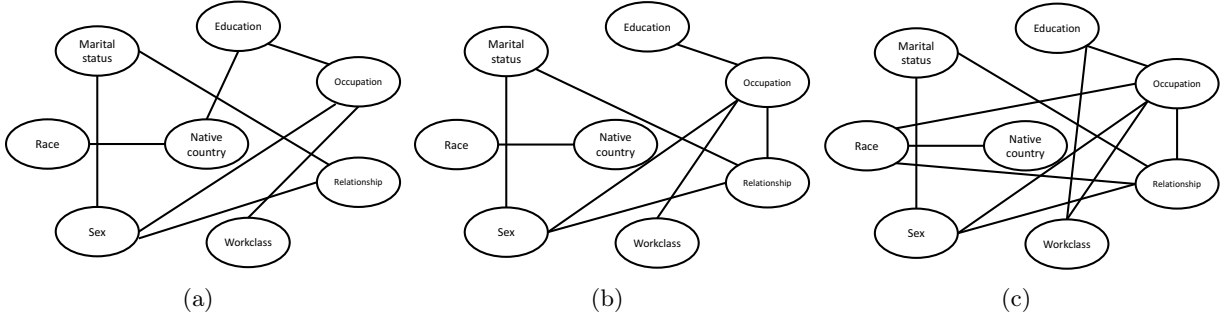 Education
Marital
status
Occupation
Race
Native
country
Relationship
Sex
Workclass
(a)
Education
Marital
status
Occupation
Race
Native
country
Relationship
Sex
Workclass
(b)
Education
Marital
status
Occupation
Race
Native
country
Relationship
Sex
Workclass
(c)